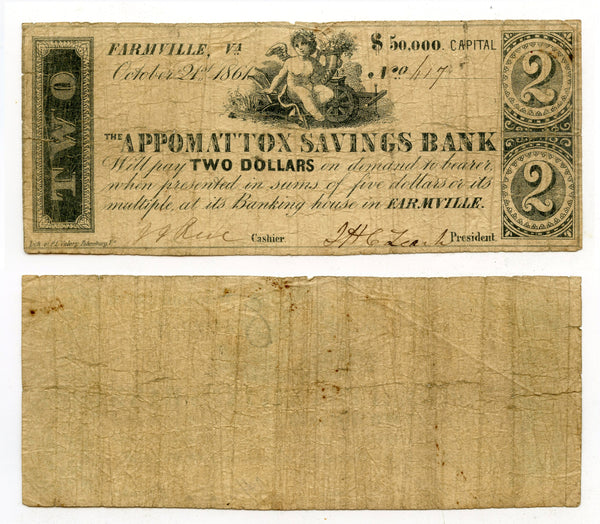 FARMVILLE, VA $50,000. CAPITAL
October 21st 1861 No 417
TWO
2
THE APPOMATTOX SAVINGS BANK
Will pay TWO DOLLARS on demand to bearer,
when presented in sums of five dollars or its
multiple, at its Banking house in FARMVILLE.
2
Cashier. President.